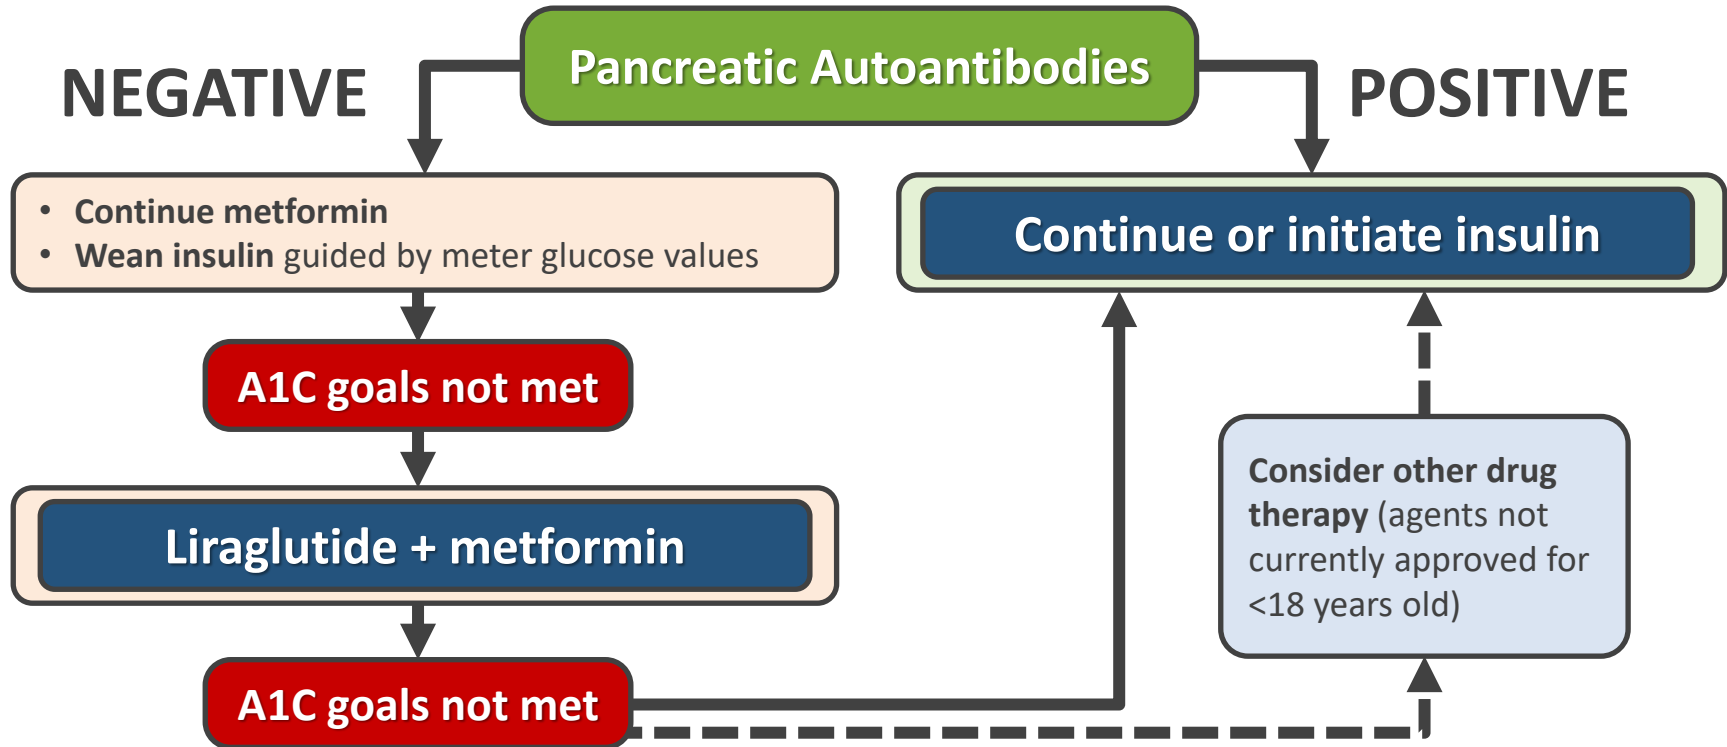 Pancreatic Autoantibodies
NEGATIVE
POSITIVE
• Continue metformin
• Wean insulin guided by meter glucose values
Continue or initiate insulin
A1C goals not met
Liraglutide + metformin
Consider other drug
therapy (agents not
currently approved for
<18 years old)
A1C goals not met